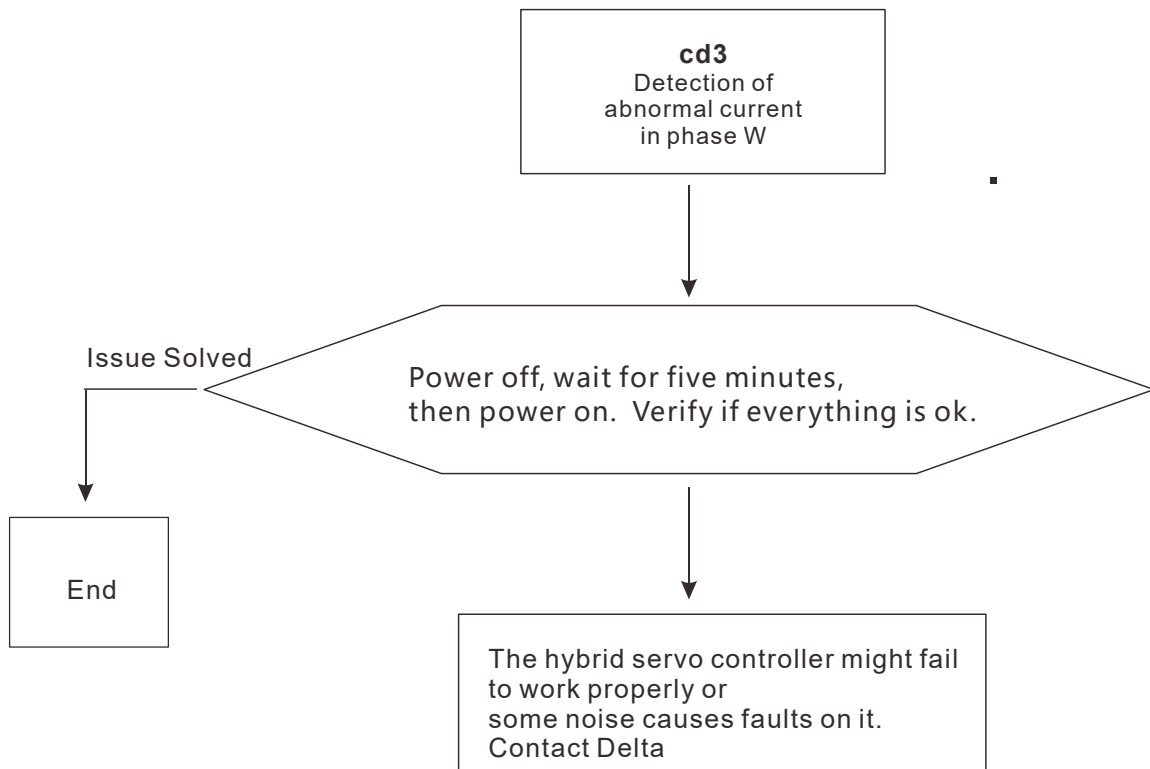 cd3
Detection of
abnormal current
in phase W
Issue Solved
Power off, wait for five minutes,
then power on.  Verify if everything is ok.
End
The hybrid servo controller might fail
to work properly or
some noise causes faults on it.
Contact Delta